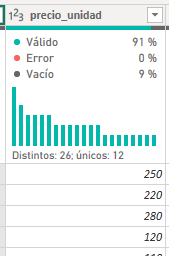 1²3 precio_unidad
Válido 91 %
Error 0 %
Vacío 9 %
Distintos: 26; únicos: 12
250
220
280
120